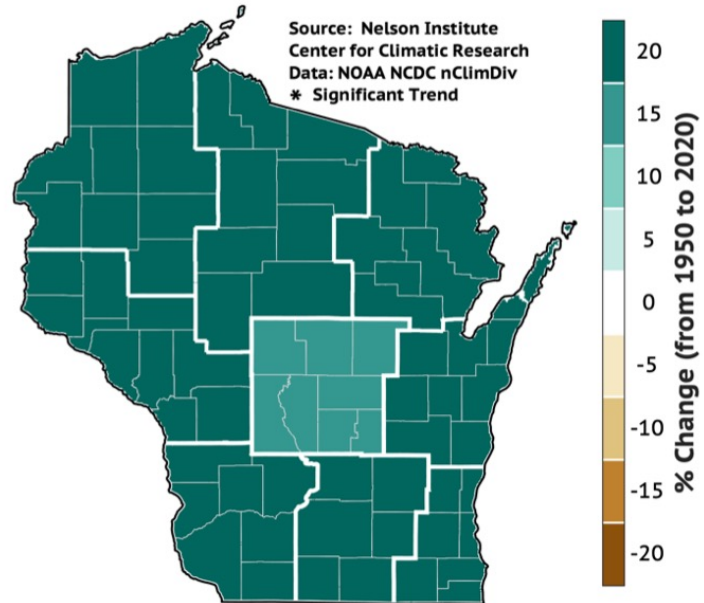 Source: Nelson Institute
Center for Climatic Research
Data: NOAA NCDC nClimDiv
* Significant Trend
20
15
10
5
0
-5
-10
-15
-20
% Change (from 1950 to 2020)